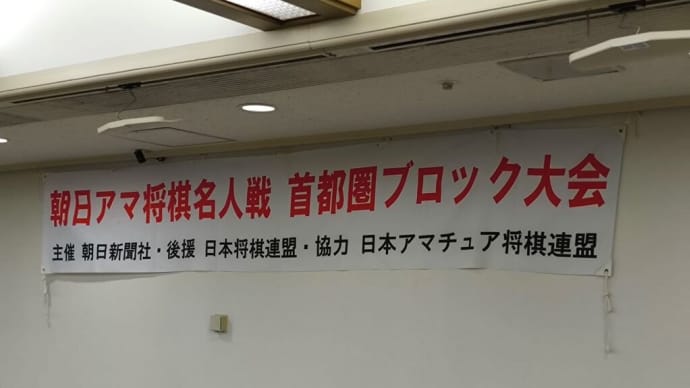 朝日アマ将棋名人戦 首都圏ブロック大会
主催 朝日新聞社・後援 日本将棋連盟・協力 日本アマチュア将棋連盟